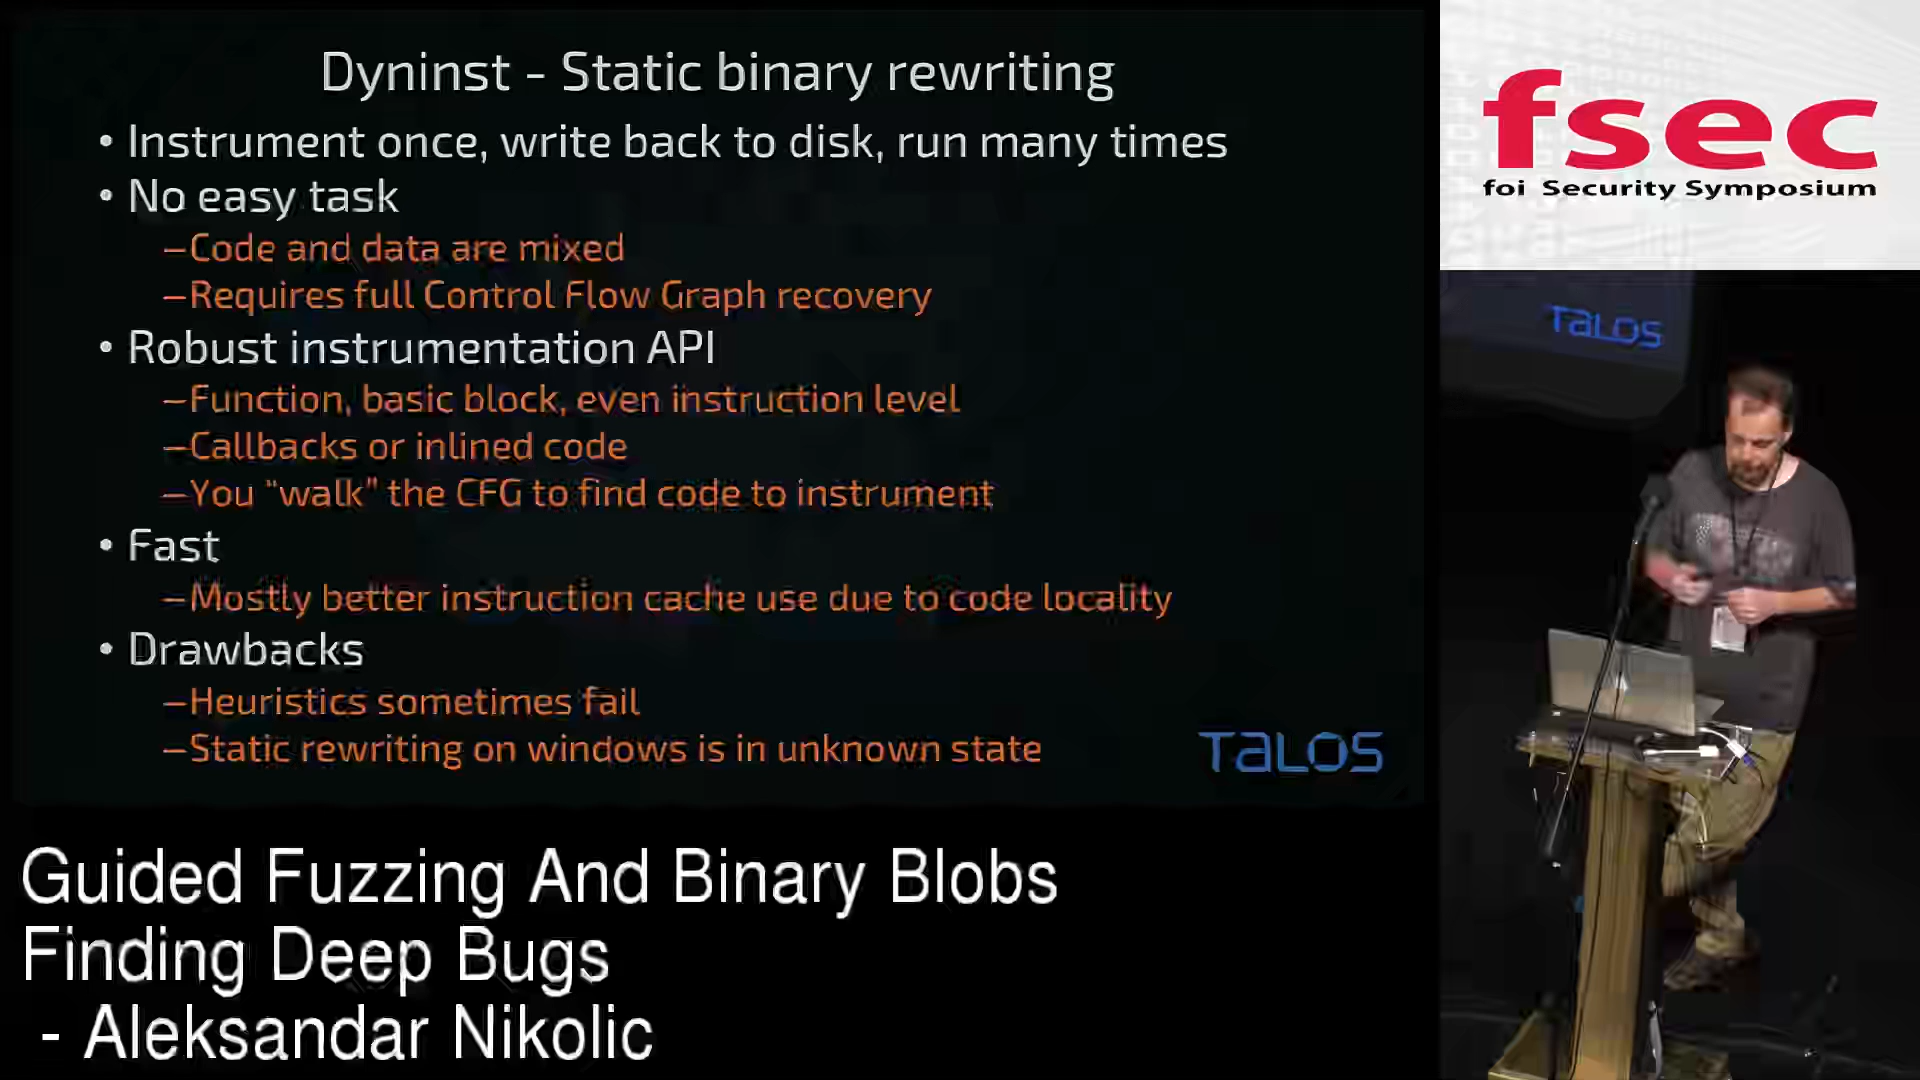 Dyninst - Static binary rewriting
• Instrument once, write back to disk, run many times
• No easy task
–Code and data are mixed
–Requires full Control Flow Graph recovery
• Robust instrumentation API
–Function, basic block, even instruction level
–Callbacks or inlined code
–You “walk” the CFG to find code to instrument
• Fast
–Mostly better instruction cache use due to code locality
• Drawbacks
–Heuristics sometimes fail
–Static rewriting on windows is in unknown state
TaLOS
fsec
foi Security Symposium
TaLOS
Guided Fuzzing And Binary Blobs
Finding Deep Bugs
- Aleksandar Nikolic